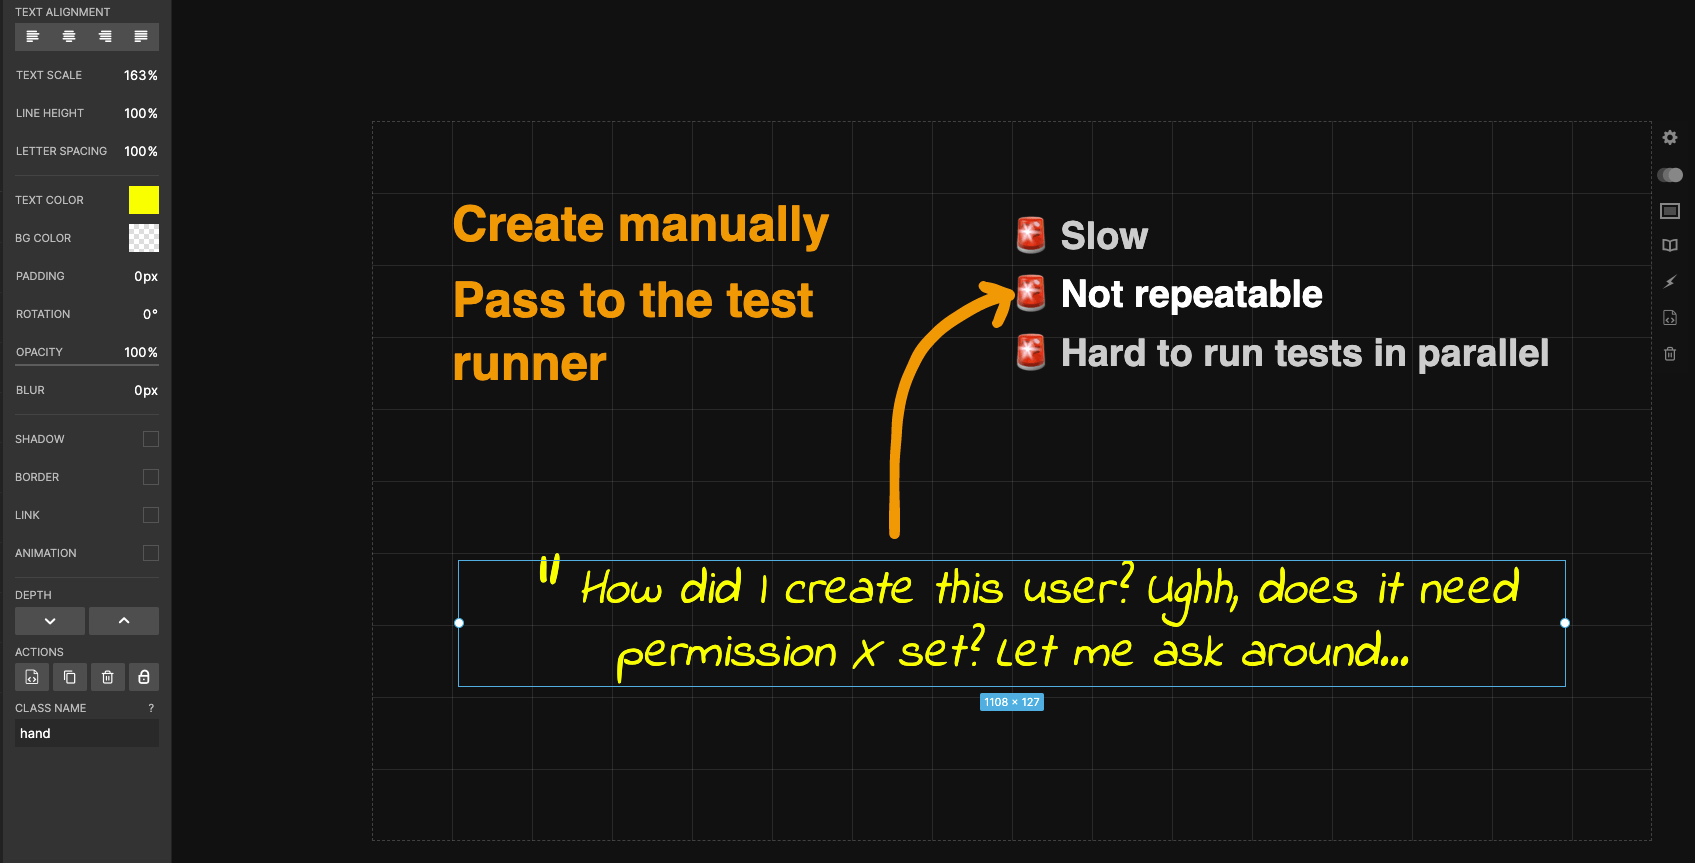 TEXT ALIGNMENT
TEXT SCALE 163%
LINE HEIGHT 100%
LETTER SPACING 100%
TEXT COLOR
BG COLOR
PADDING 0px
ROTATION 0°
OPACITY 100%
BLUR 0px
SHADOW
BORDER
LINK
ANIMATION
DEPTH
ACTIONS
CLASS NAME ?
hand
Create manually
Pass to the test
runner
Slow
Not repeatable
Hard to run tests in parallel
" How did I create this user? Ughh, does it need
permission X set? Let me ask around...
1108 × 127